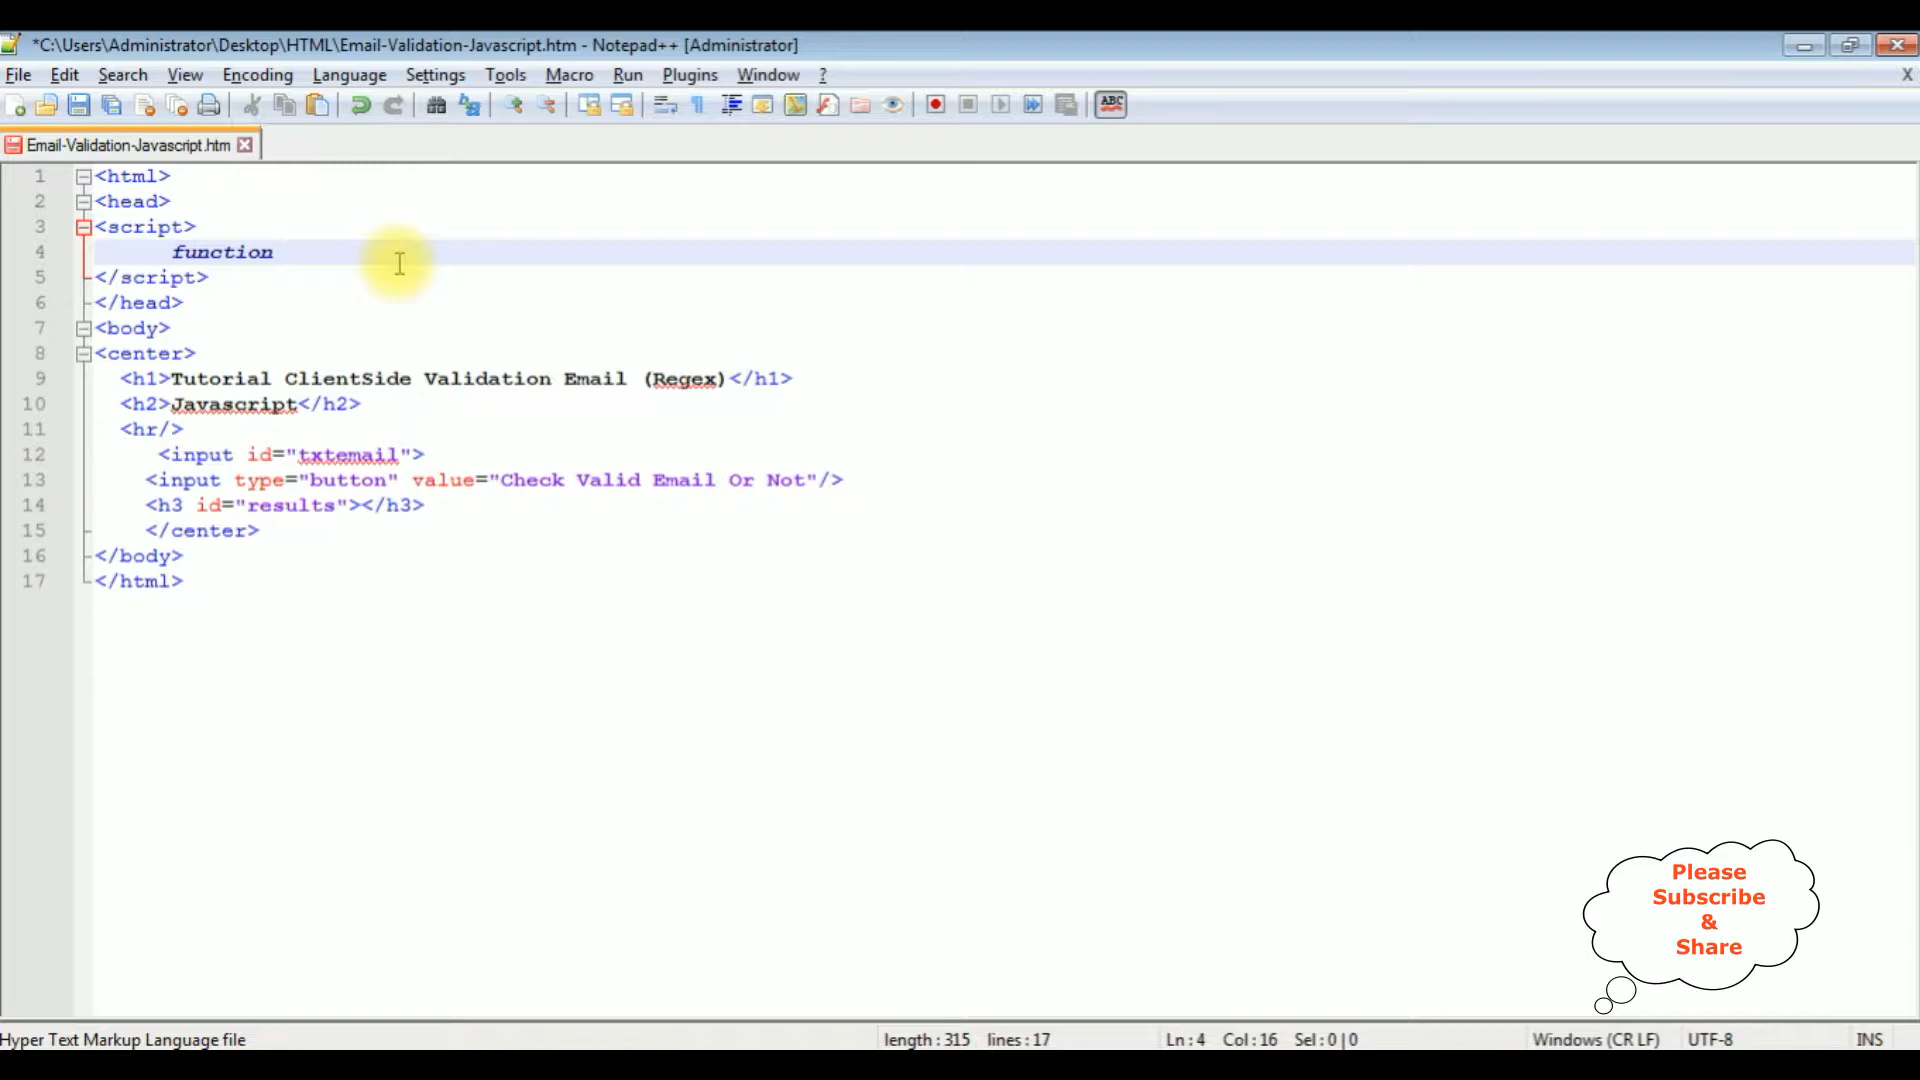 *C:\Users\Administrator\Desktop\HTML\Email-Validation-Javascript.htm - Notepad++ [Administrator]
File Edit Search View Encoding Language Settings Tools Macro Run Plugins Window ? X
ABC
Email-Validation-Javascript.htm
1 <html>
2 <head>
3 <script>
4 function
5 </script>
6 </head>
7 <body>
8 <center>
9 <h1>Tutorial ClientSide Validation Email (Regex)</h1>
10 <h2>Javascript</h2>
11 <hr/>
12 <input id="txtemail">
13 <input type="button" value="Check Valid Email Or Not"/>
14 <h3 id="results"></h3>
15 </center>
16 </body>
17 </html>
Please
Subscribe
&
Share
Hyper Text Markup Language file length : 315 lines : 17 Ln : 4 Col : 16 Sel : 0 | 0 Windows (CR LF) UTF-8 INS